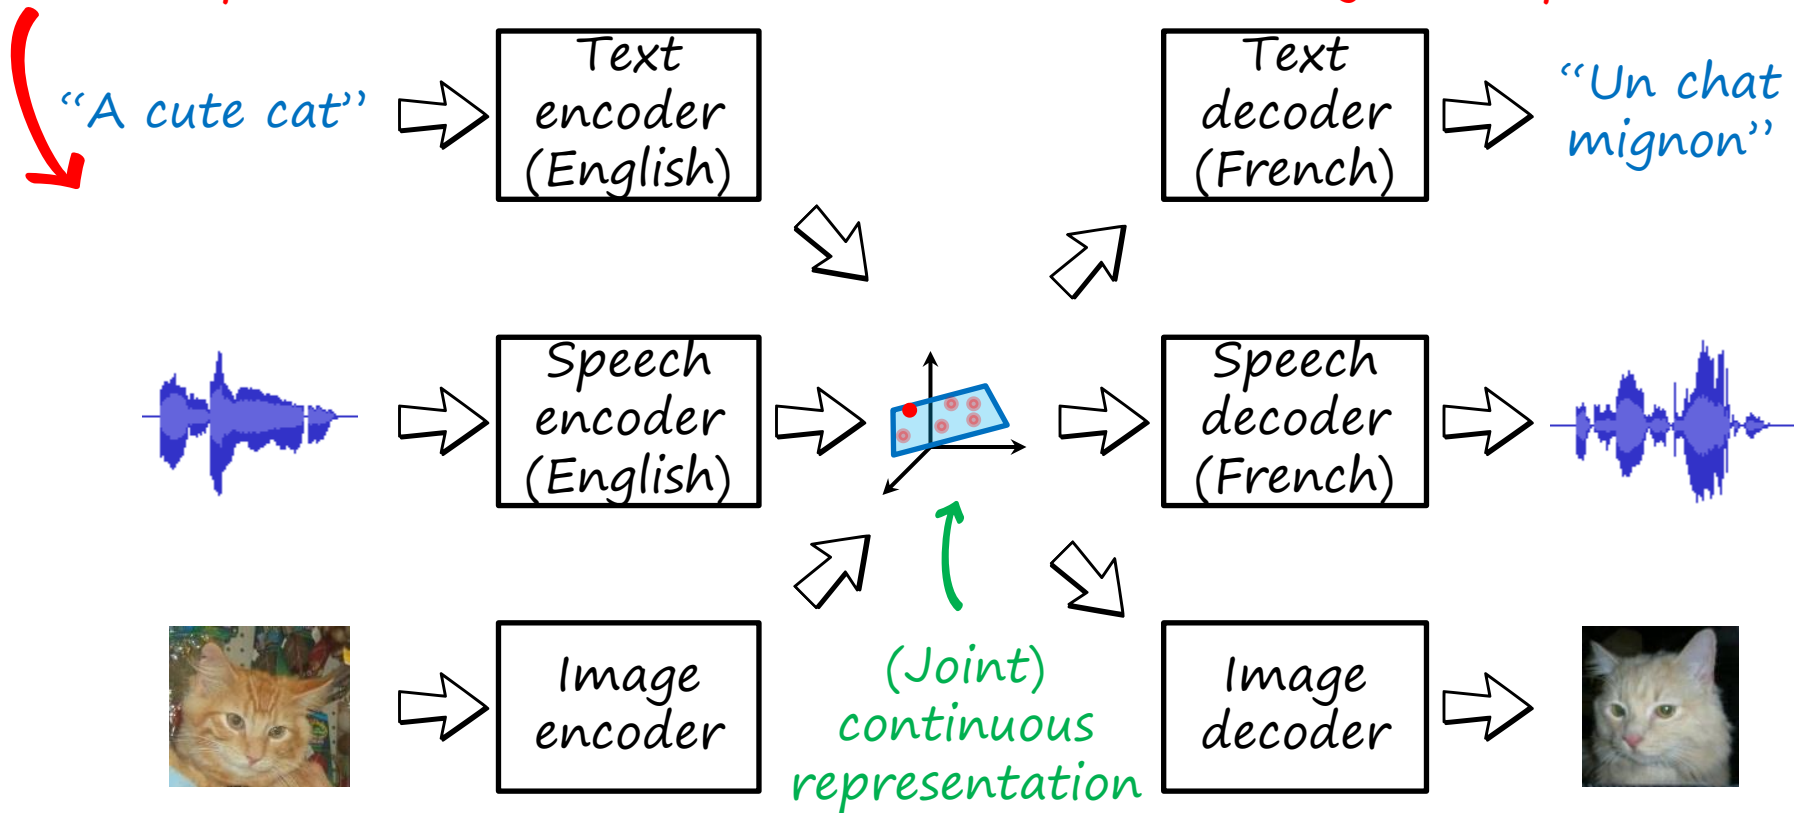 “A cute cat”
Text
encoder
(English)
Text
decoder
(French)
“Un chat
mignon”
Speech
encoder
(English)
Speech
decoder
(French)
Image
encoder
(Joint)
continuous
representation
Image
decoder